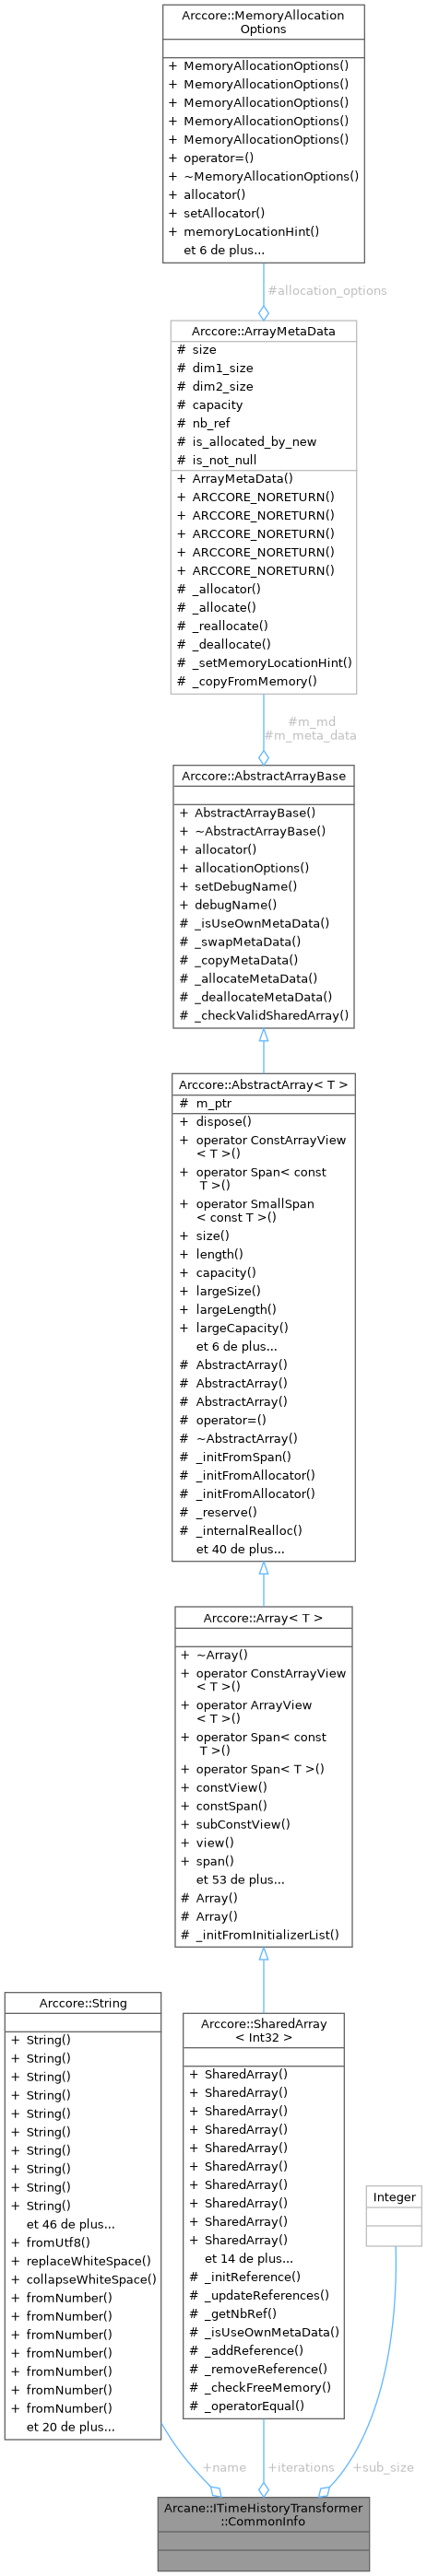 Arccore::MemoryAllocation
Options
+ MemoryAllocationOptions()
+ MemoryAllocationOptions()
+ MemoryAllocationOptions()
+ MemoryAllocationOptions()
+ MemoryAllocationOptions()
+ operator=()
+ ~MemoryAllocationOptions()
+ allocator()
+ setAllocator()
+ memoryLocationHint()
et 6 de plus...
#allocation_options
Arccore::ArrayMetaData
# size
# dim1_size
# dim2_size
# capacity
# nb_ref
# is_allocated_by_new
# is_not_null
+ ArrayMetaData()
+ ARCCORE_NORETURN()
+ ARCCORE_NORETURN()
+ ARCCORE_NORETURN()
+ ARCCORE_NORETURN()
+ ARCCORE_NORETURN()
# _allocator()
# _allocate()
# _reallocate()
# _deallocate()
# _setMemoryLocationHint()
# _copyFromMemory()
#m_md
#m_meta_data
Arccore::AbstractArrayBase
+ AbstractArrayBase()
+ ~AbstractArrayBase()
+ allocator()
+ allocationOptions()
+ setDebugName()
+ debugName()
# _isUseOwnMetaData()
# _swapMetaData()
# _copyMetaData()
# _allocateMetaData()
# _deallocateMetaData()
# _checkValidSharedArray()
Arccore::AbstractArray< T >
# m_ptr
+ dispose()
+ operator ConstArrayView
< T >()
+ operator Span< const
T >()
+ operator SmallSpan
< const T >()
+ size()
+ length()
+ capacity()
+ largeSize()
+ largeLength()
+ largeCapacity()
et 6 de plus...
# AbstractArray()
# AbstractArray()
# AbstractArray()
# operator=()
# ~AbstractArray()
# _initFromSpan()
# _initFromAllocator()
# _initFromAllocator()
# _reserve()
# _internalRealloc()
et 40 de plus...
Arccore::Array< T >
+ ~Array()
+ operator ConstArrayView
< T >()
+ operator ArrayView
< T >()
+ operator Span< const
T >()
+ operator Span< T >()
+ constView()
+ constSpan()
+ subConstView()
+ view()
+ span()
et 53 de plus...
# Array()
# Array()
# _initFromInitializerList()
Arccore::String
+ String()
+ String()
+ String()
+ String()
+ String()
+ String()
+ String()
+ String()
+ String()
+ String()
et 46 de plus...
+ fromUtf8()
+ replaceWhiteSpace()
+ collapseWhiteSpace()
+ fromNumber()
+ fromNumber()
+ fromNumber()
+ fromNumber()
+ fromNumber()
+ fromNumber()
+ fromNumber()
et 20 de plus...
Arccore::SharedArray
< Int32 >
+ SharedArray()
+ SharedArray()
+ SharedArray()
+ SharedArray()
+ SharedArray()
+ SharedArray()
+ SharedArray()
+ SharedArray()
+ SharedArray()
+ SharedArray()
et 14 de plus...
# _initReference()
# _updateReferences()
# _getNbRef()
# _isUseOwnMetaData()
# _addReference()
# _removeReference()
# _checkFreeMemory()
# _operatorEqual()
Integer
+name
+iterations
+sub_size
Arcane::ITimeHistoryTransformer
::CommonInfo